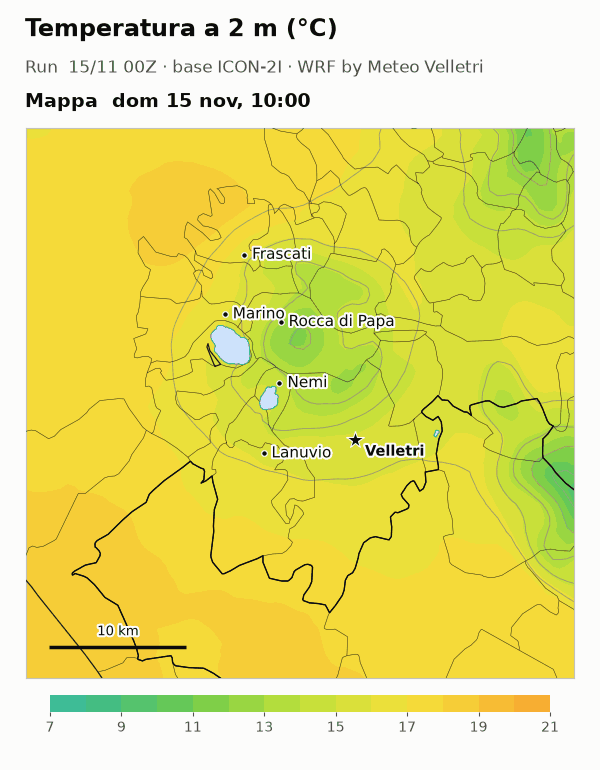 Temperatura a 2 m (°C)
Run 15/11 00Z · base ICON-2I · WRF by Meteo Velletri
Mappa dom 15 nov, 10:00
Frascati
Marino
Rocca di Papa
Nemi
Velletri
Lanuvio
10 km
7 9 11 13 15 17 19 21